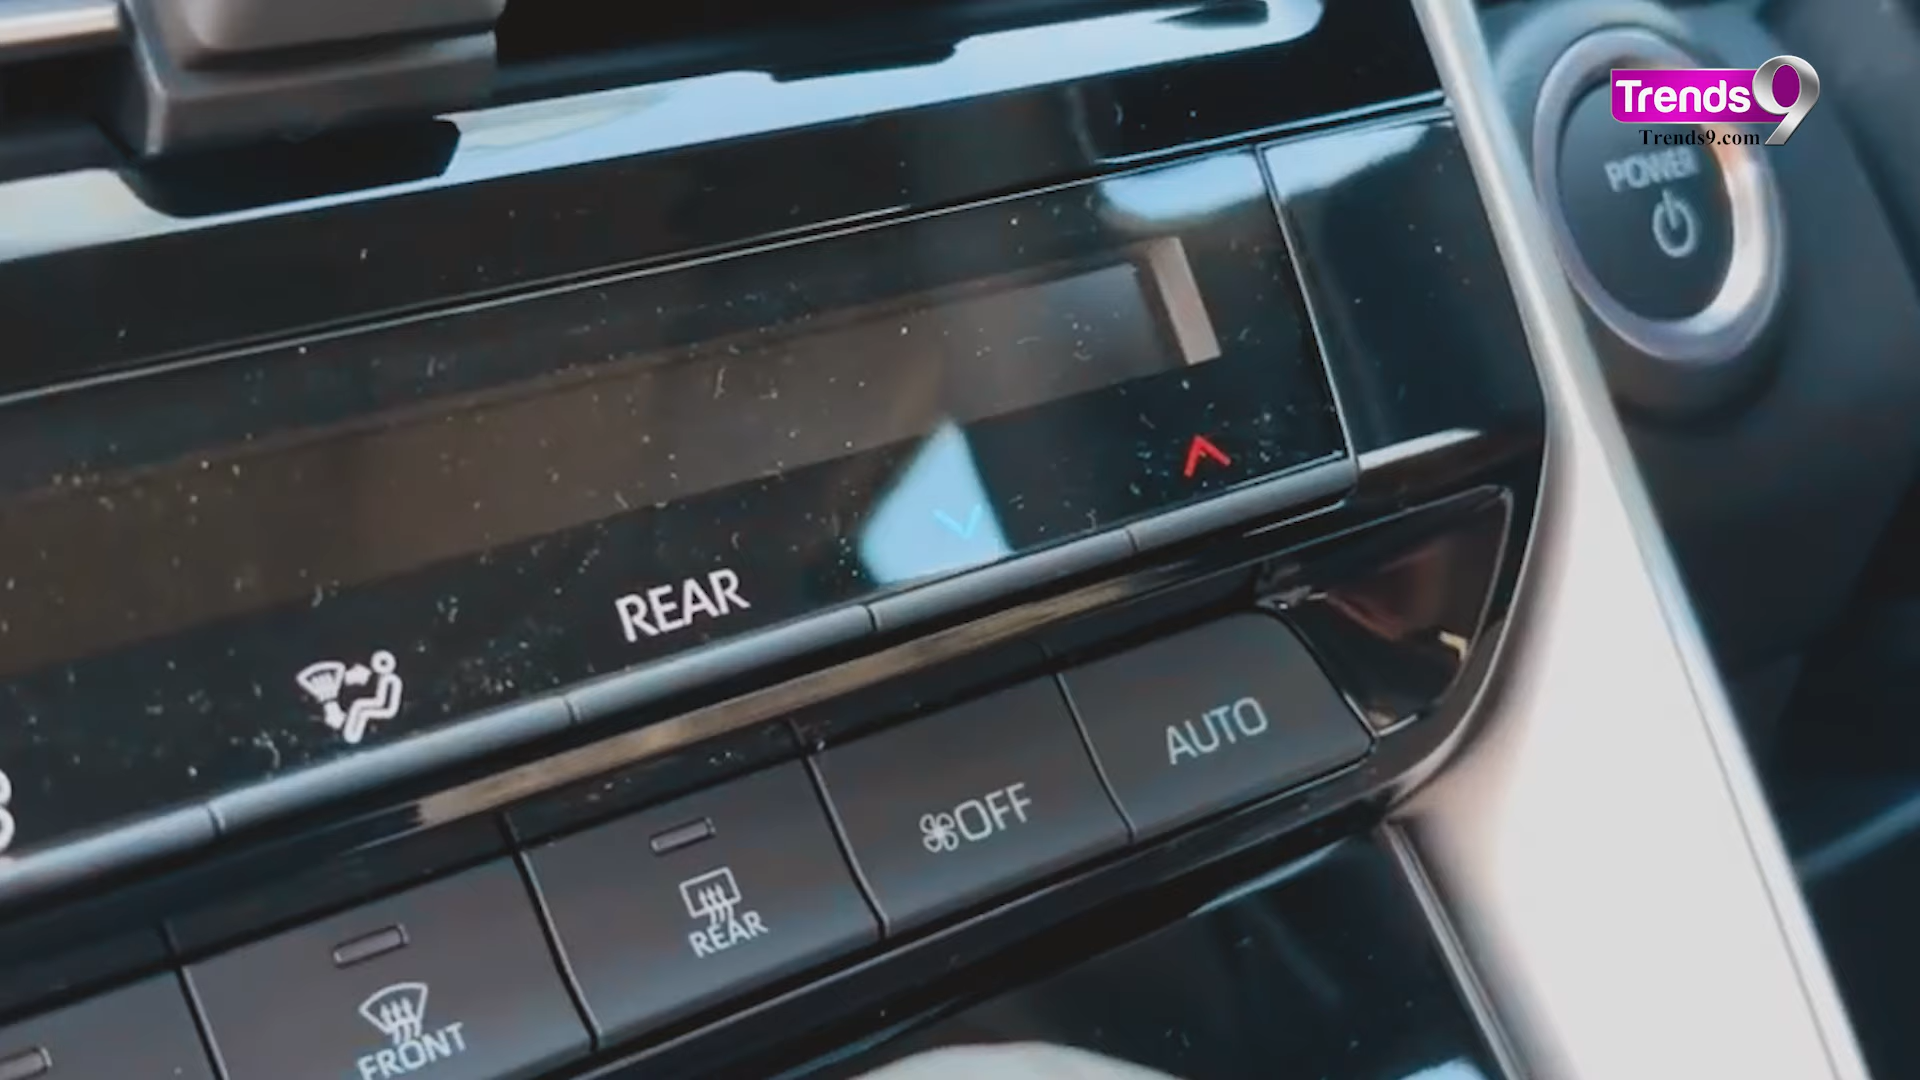 Trends9
Trends9.com
POWER
REAR
AUTO
OFF
REAR
FRONT